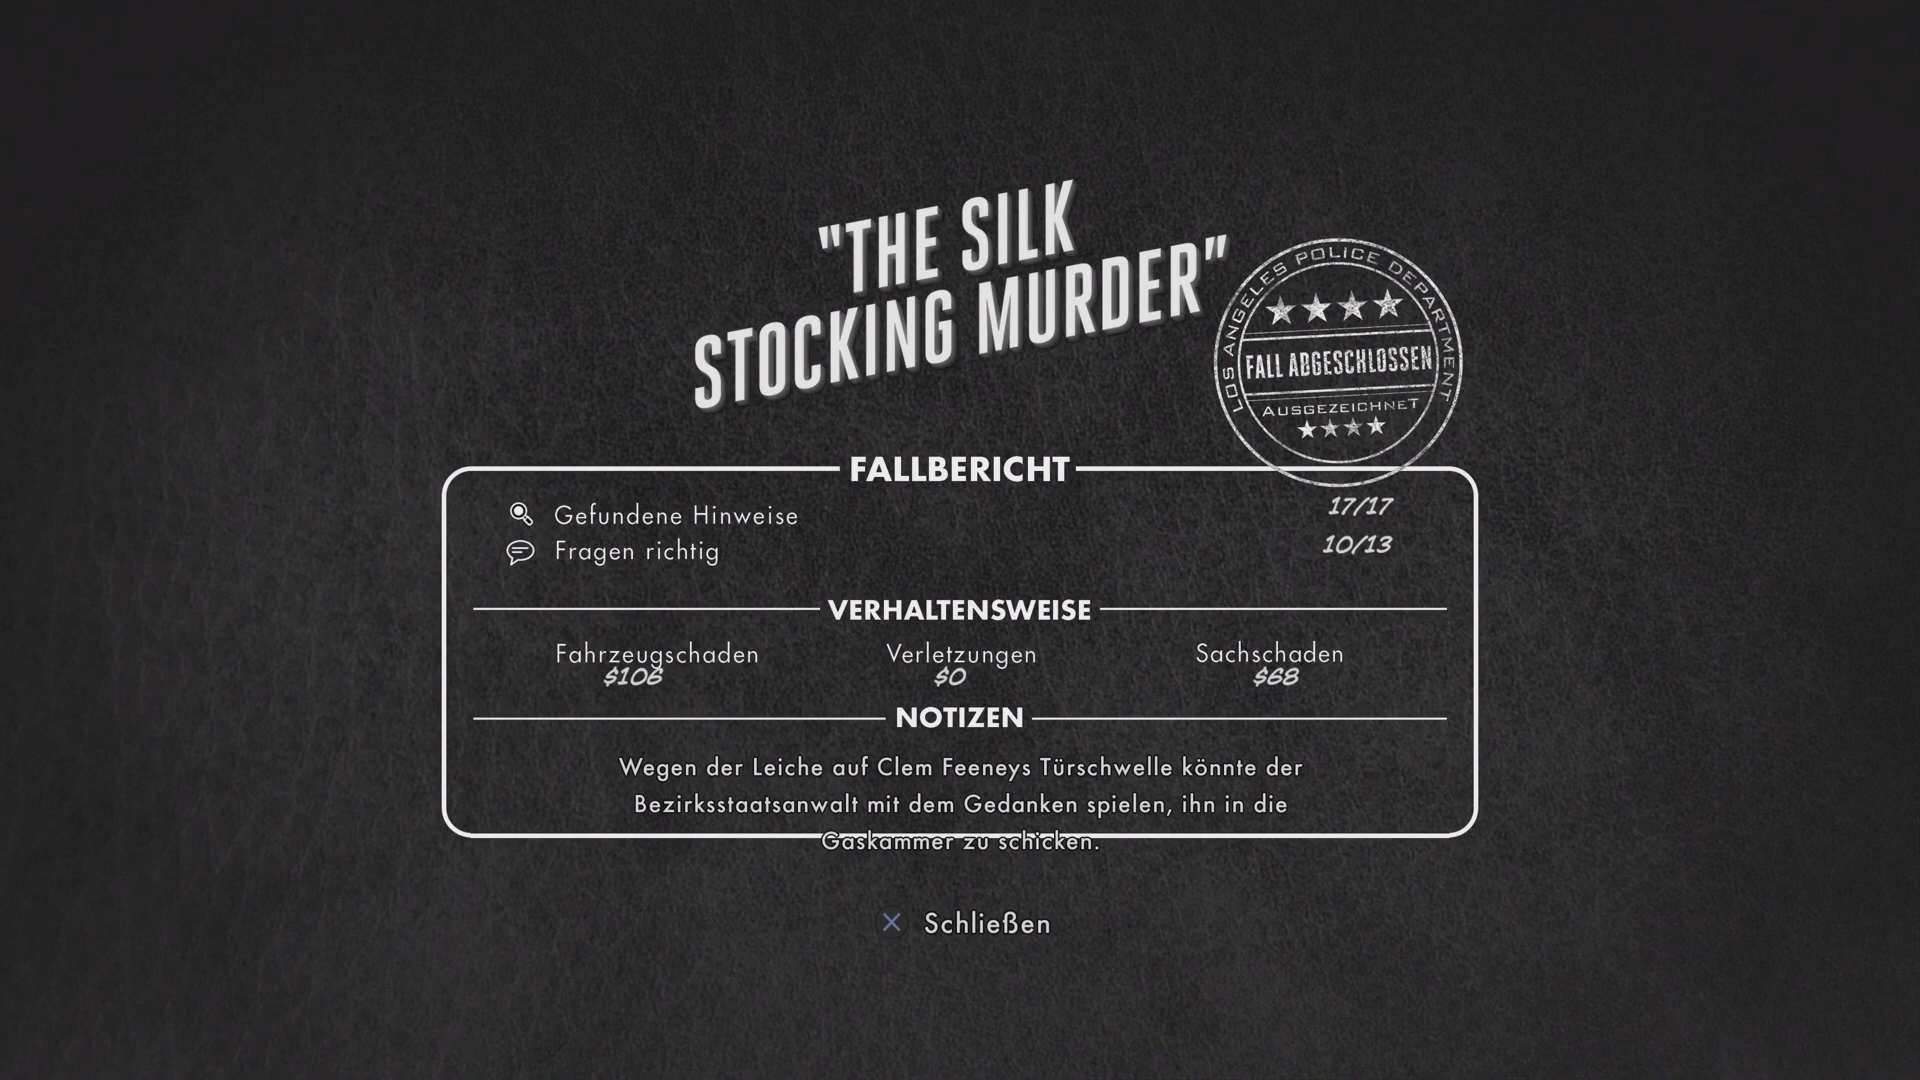 "THE SILK
STOCKING MURDER"
LOS ANGELES POLICE DEPARTMENT
FALL ABGESCHLOSSEN
AUSGEZEICHNET
FALLBERICHT
Gefundene Hinweise 17/17
Fragen richtig 10/13
VERHALTENSWEISE
Fahrzeugschaden Verletzungen Sachschaden
$106 $0 $68
NOTIZEN
Wegen der Leiche auf Clem Feeneys Türschwelle könnte der
Bezirksstaatsanwalt mit dem Gedanken spielen, ihn in die
Gaskammer zu schicken.
Schließen